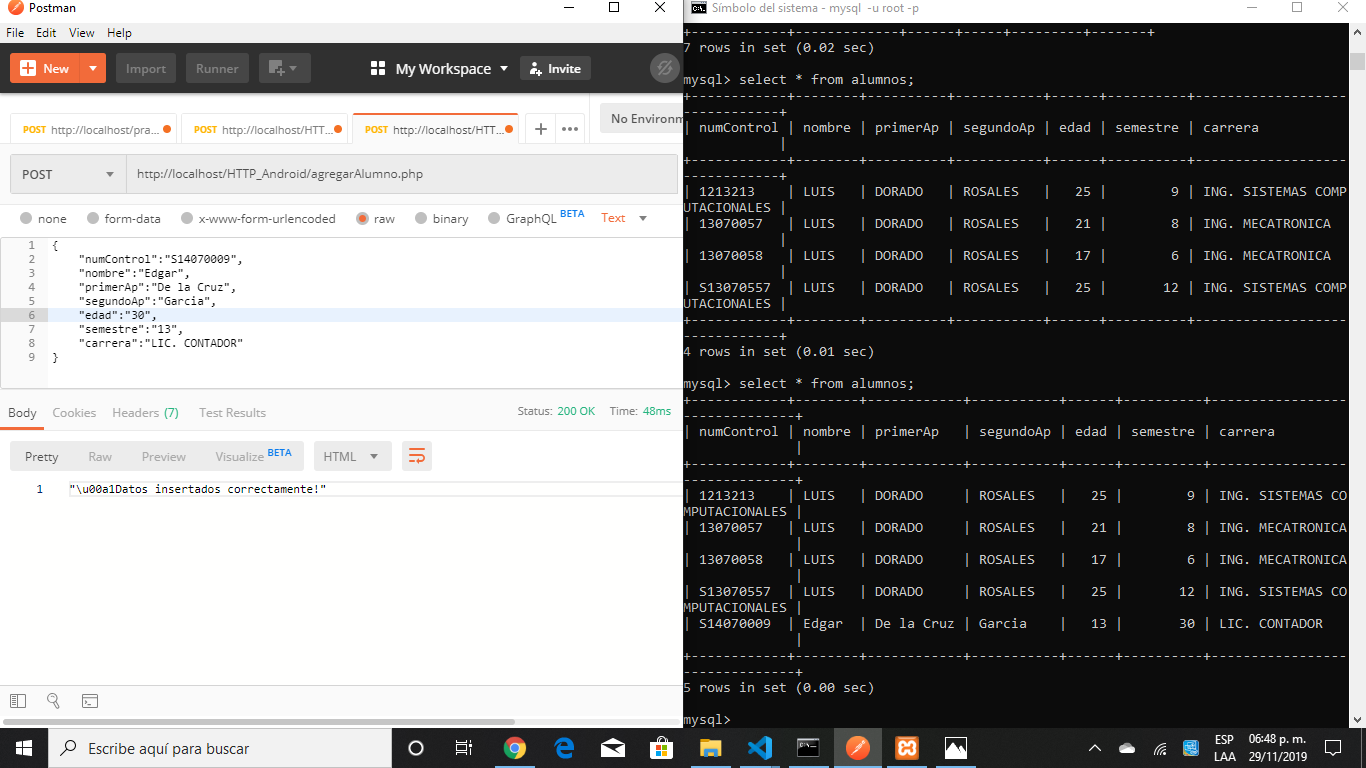 Postman
File Edit View Help
New Import Runner My Workspace Invite
POST http://localhost/pra... POST http://localhost/HTT... POST http://localhost/HTT... + ••• No Environm
POST http://localhost/HTTP_Android/agregarAlumno.php
none form-data x-www-form-urlencoded raw binary GraphQL BETA Text
1 {
2 "numControl":"S14070009",
3 "nombre":"Edgar",
4 "primerAp":"De la Cruz",
5 "segundoAp":"Garcia",
6 "edad":"30",
7 "semestre":"13",
8 "carrera":"LIC. CONTADOR"
9 }
Body Cookies Headers (7) Test Results Status: 200 OK Time: 48ms
Pretty Raw Preview Visualize BETA HTML
1 "\u00a1Datos insertados correctamente!"
Símbolo del sistema - mysql -u root -p
+------------+-------------+------+-----+---------+-------+
7 rows in set (0.02 sec)
mysql> select * from alumnos;
+------------+--------+----------+-----------+------+----------+-------------------
------------+
| numControl | nombre | primerAp | segundoAp | edad | semestre | carrera
|
+------------+--------+----------+-----------+------+----------+-------------------
------------+
| 1213213 | LUIS | DORADO | ROSALES | 25 | 9 | ING. SISTEMAS COMP
UTACIONALES |
| 13070057 | LUIS | DORADO | ROSALES | 21 | 8 | ING. MECATRONICA
|
| 13070058 | LUIS | DORADO | ROSALES | 17 | 6 | ING. MECATRONICA
|
| S13070557 | LUIS | DORADO | ROSALES | 25 | 12 | ING. SISTEMAS COMP
UTACIONALES |
+------------+--------+----------+-----------+------+----------+-------------------
------------+
4 rows in set (0.01 sec)
mysql> select * from alumnos;
+------------+--------+------------+-----------+------+----------+-----------------
--------------+
| numControl | nombre | primerAp | segundoAp | edad | semestre | carrera
|
+------------+--------+------------+-----------+------+----------+-----------------
--------------+
| 1213213 | LUIS | DORADO | ROSALES | 25 | 9 | ING. SISTEMAS CO
MPUTACIONALES |
| 13070057 | LUIS | DORADO | ROSALES | 21 | 8 | ING. MECATRONICA
|
| 13070058 | LUIS | DORADO | ROSALES | 17 | 6 | ING. MECATRONICA
|
| S13070557 | LUIS | DORADO | ROSALES | 25 | 12 | ING. SISTEMAS CO
MPUTACIONALES |
| S14070009 | Edgar | De la Cruz | Garcia | 13 | 30 | LIC. CONTADOR
|
+------------+--------+------------+-----------+------+----------+-----------------
--------------+
5 rows in set (0.00 sec)
mysql>
Escribe aquí para buscar
ESP
LAA
06:48 p. m.
29/11/2019